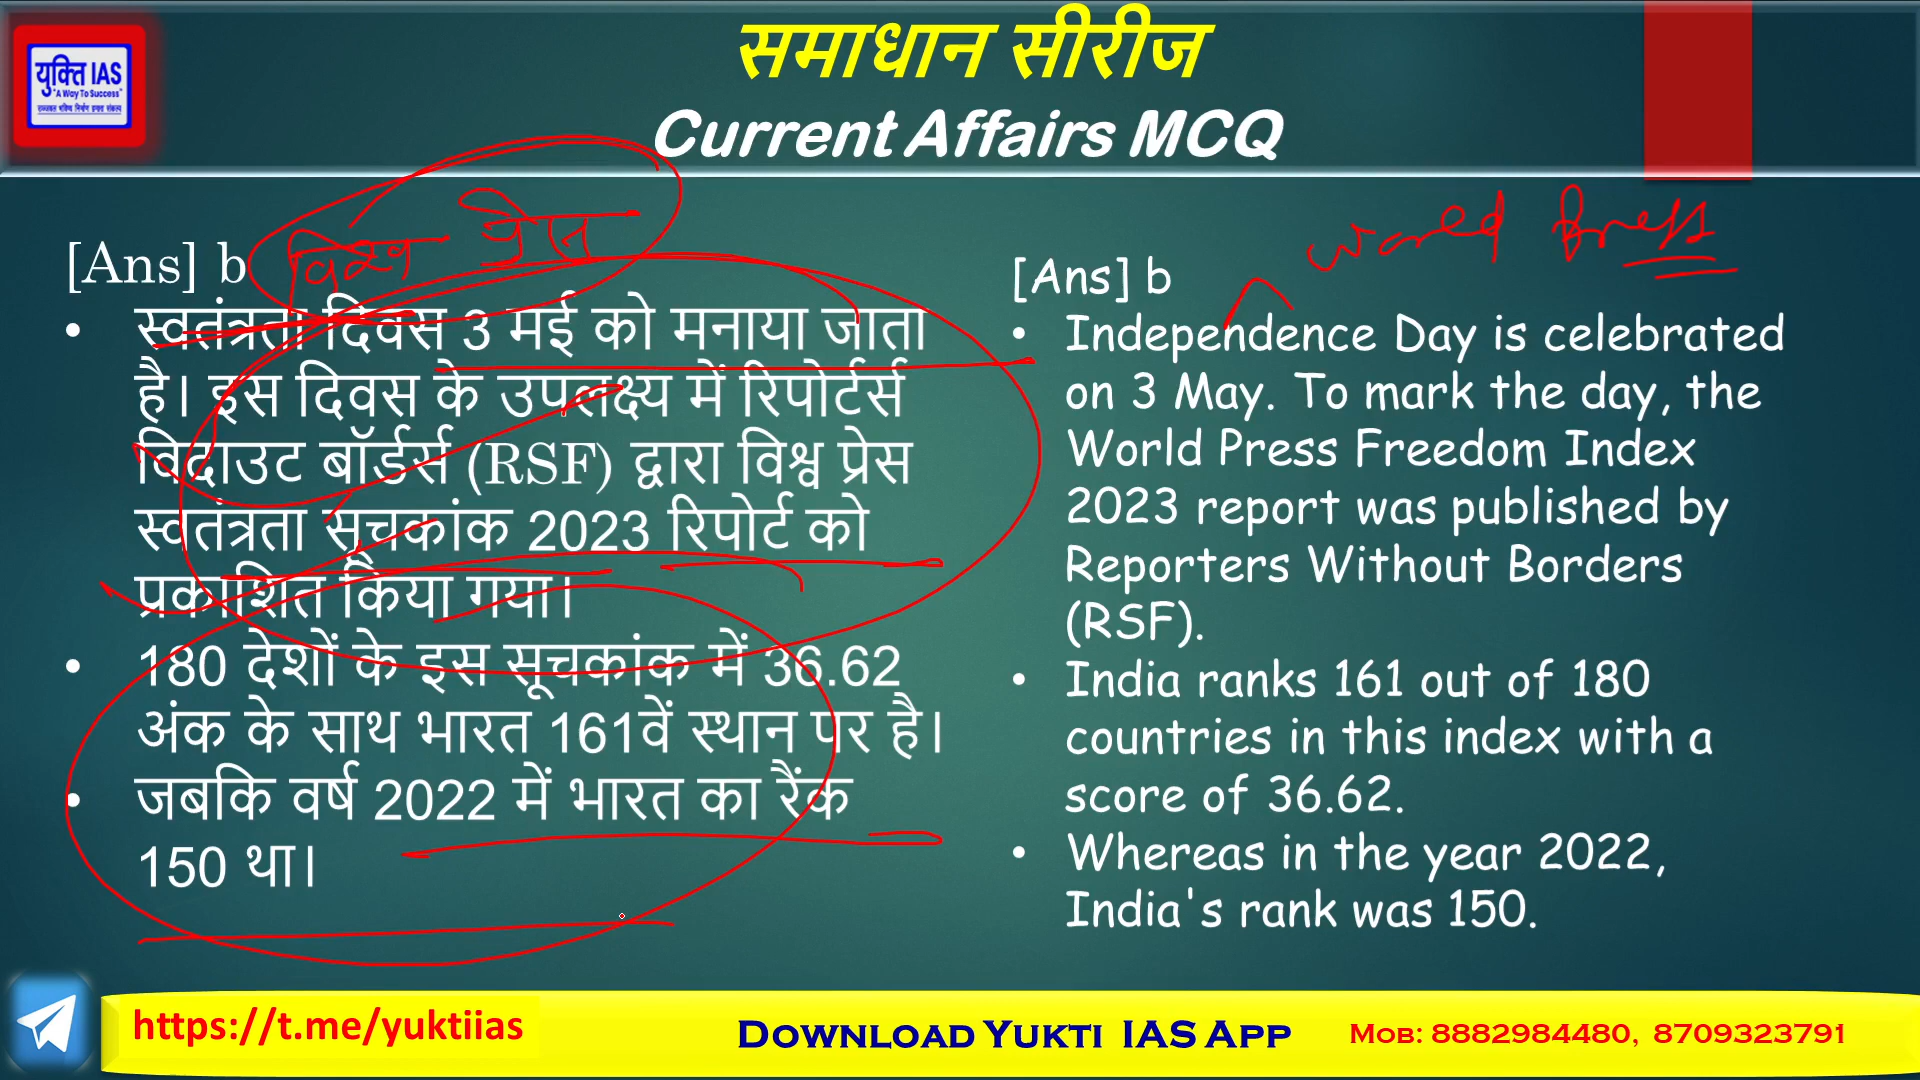 समाधान सीरीज
Current Affairs MCQ
युक्ति IAS
"A Way To Success"
[Ans] b
विश्व प्रेस
• स्वतंत्रता दिवस 3 मई को मनाया जाता
है। इस दिवस के उपलक्ष्य में रिपोर्टर्स
विदाउट बॉर्डर्स (RSF) द्वारा विश्व प्रेस
स्वतंत्रता सूचकांक 2023 रिपोर्ट को
प्रकाशित किया गया।
• 180 देशों के इस सूचकांक में 36.62
अंक के साथ भारत 161वें स्थान पर है।
• जबकि वर्ष 2022 में भारत का रैंक
150 था।
World Press
[Ans] b
• Independence Day is celebrated
on 3 May. To mark the day, the
World Press Freedom Index
2023 report was published by
Reporters Without Borders
(RSF).
• India ranks 161 out of 180
countries in this index with a
score of 36.62.
• Whereas in the year 2022,
India's rank was 150.
https://t.me/yuktiias
Download Yukti IAS App
Mob: 8882984480, 8709323791